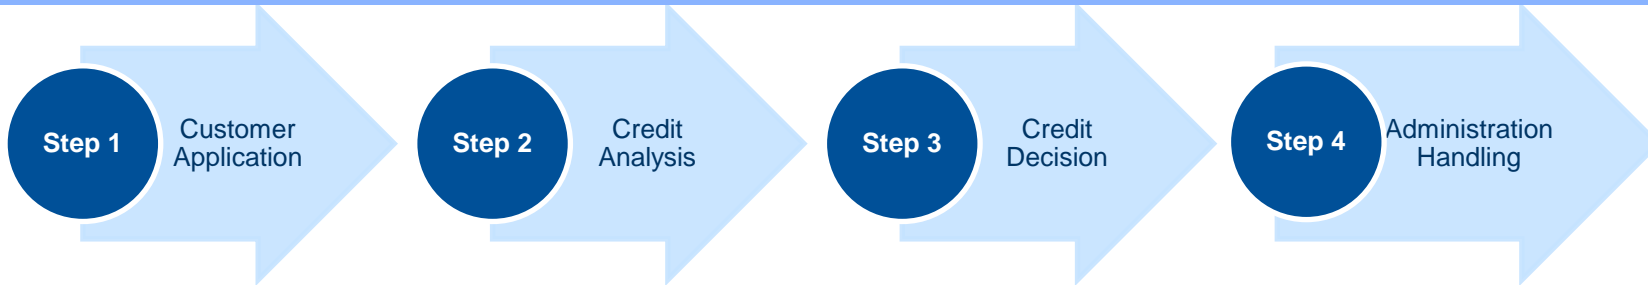 Step 1
Customer
Application
Step 2
Credit
Analysis
Step 3
Credit
Decision
Step 4
Administration
Handling